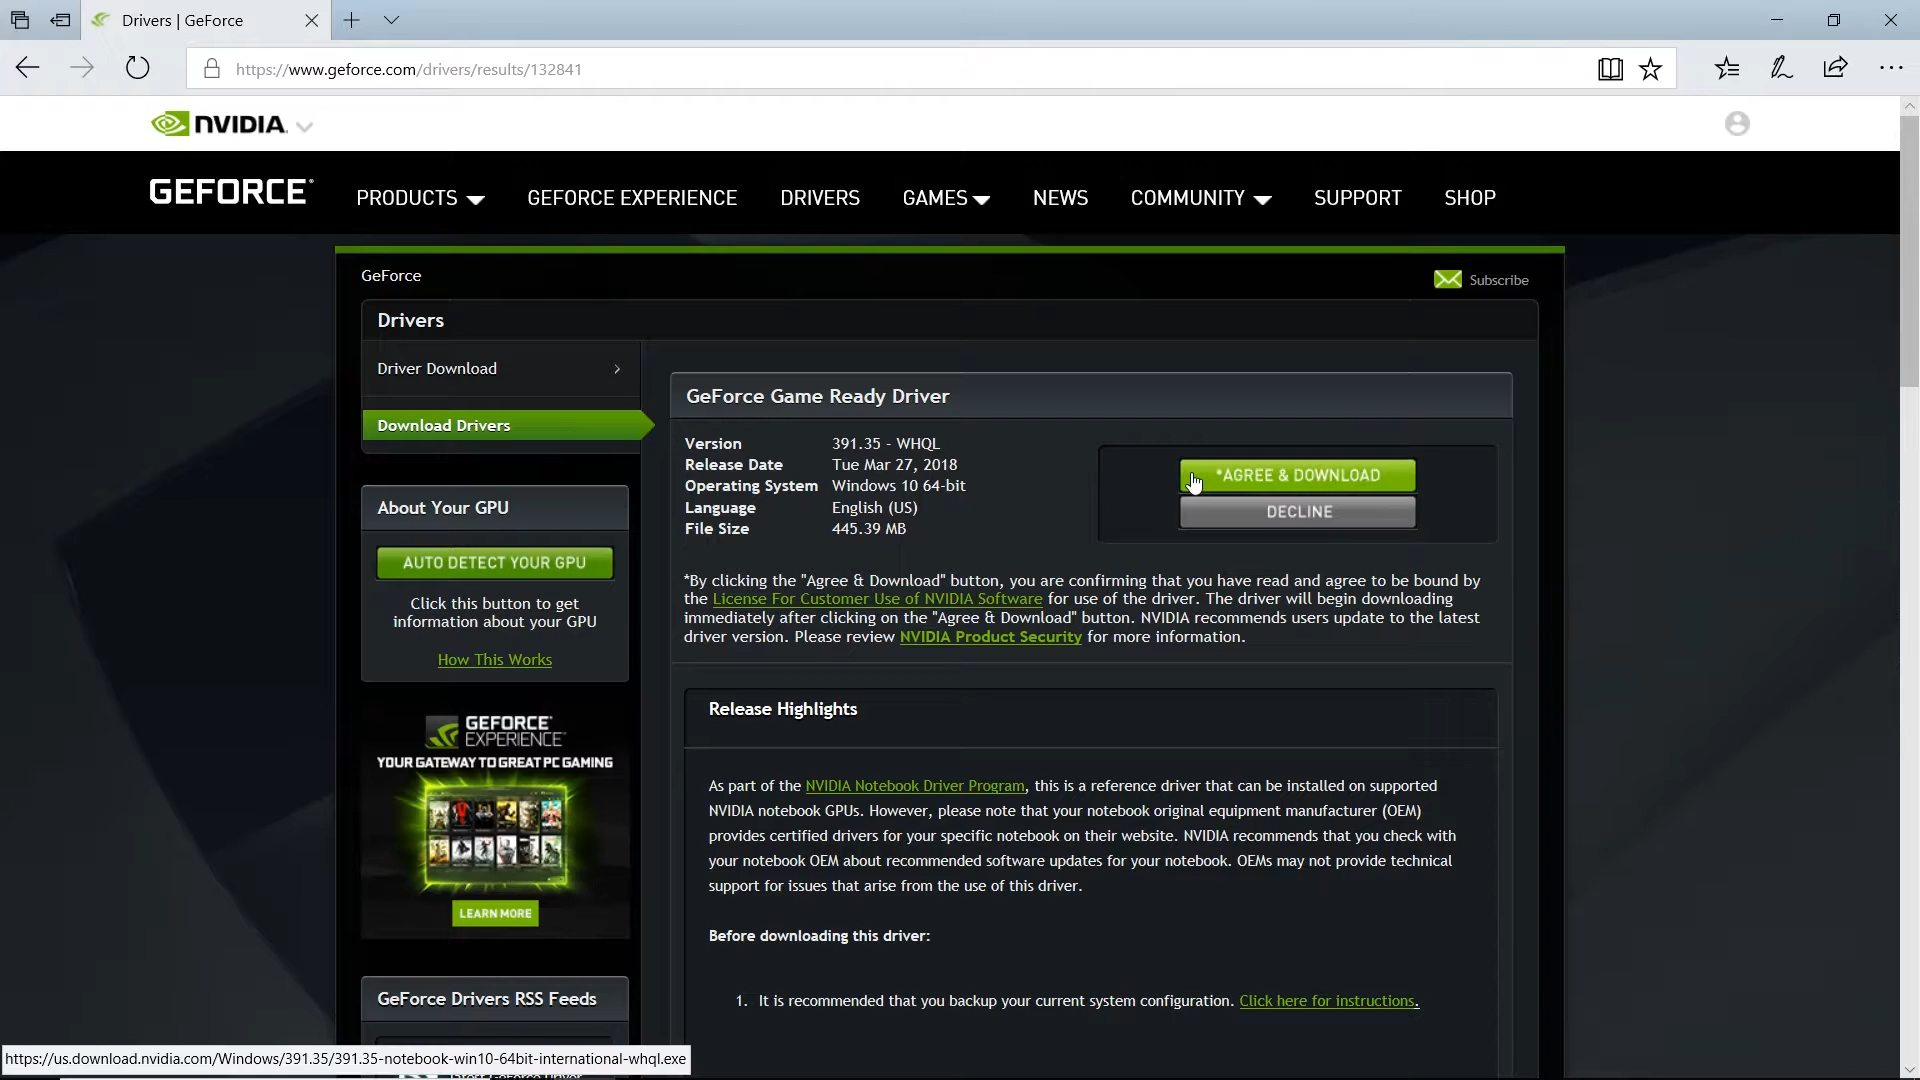 Drivers | GeForce
https://www.geforce.com/drivers/results/132841
NVIDIA.
GEFORCE PRODUCTS GEFORCE EXPERIENCE DRIVERS GAMES NEWS COMMUNITY SUPPORT SHOP
GeForce
Subscribe
Drivers
Driver Download
Download Drivers
About Your GPU
AUTO DETECT YOUR GPU
Click this button to get
information about your GPU
How This Works
GEFORCE
EXPERIENCE
YOUR GATEWAY TO GREAT PC GAMING
LEARN MORE
GeForce Drivers RSS Feeds
GeForce Game Ready Driver
Version 391.35 - WHQL
Release Date Tue Mar 27, 2018
Operating System Windows 10 64-bit
Language English (US)
File Size 445.39 MB
*AGREE & DOWNLOAD
DECLINE
*By clicking the "Agree & Download" button, you are confirming that you have read and agree to be bound by
the License For Customer Use of NVIDIA Software for use of the driver. The driver will begin downloading
immediately after clicking on the "Agree & Download" button. NVIDIA recommends users update to the latest
driver version. Please review NVIDIA Product Security for more information.
Release Highlights
As part of the NVIDIA Notebook Driver Program, this is a reference driver that can be installed on supported
NVIDIA notebook GPUs. However, please note that your notebook original equipment manufacturer (OEM)
provides certified drivers for your specific notebook on their website. NVIDIA recommends that you check with
your notebook OEM about recommended software updates for your notebook. OEMs may not provide technical
support for issues that arise from the use of this driver.
Before downloading this driver:
1. It is recommended that you backup your current system configuration. Click here for instructions.
https://us.download.nvidia.com/Windows/391.35/391.35-notebook-win10-64bit-international-whql.exe